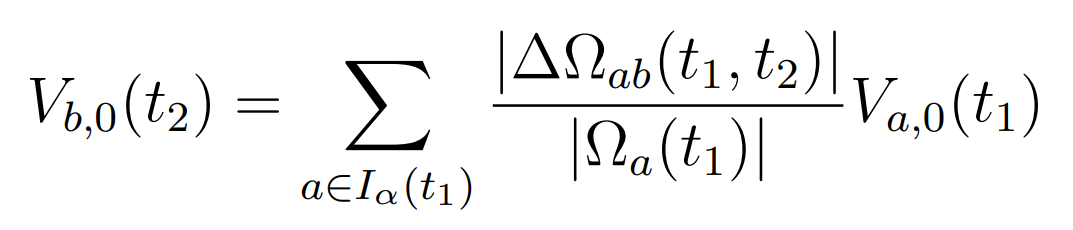 $$V_{b,0}(t_2) = \sum_{a \in I_\alpha(t_1)} \frac{|\Delta\Omega_{ab}(t_1, t_2)|}{|\Omega_a(t_1)|} V_{a,0}(t_1)$$